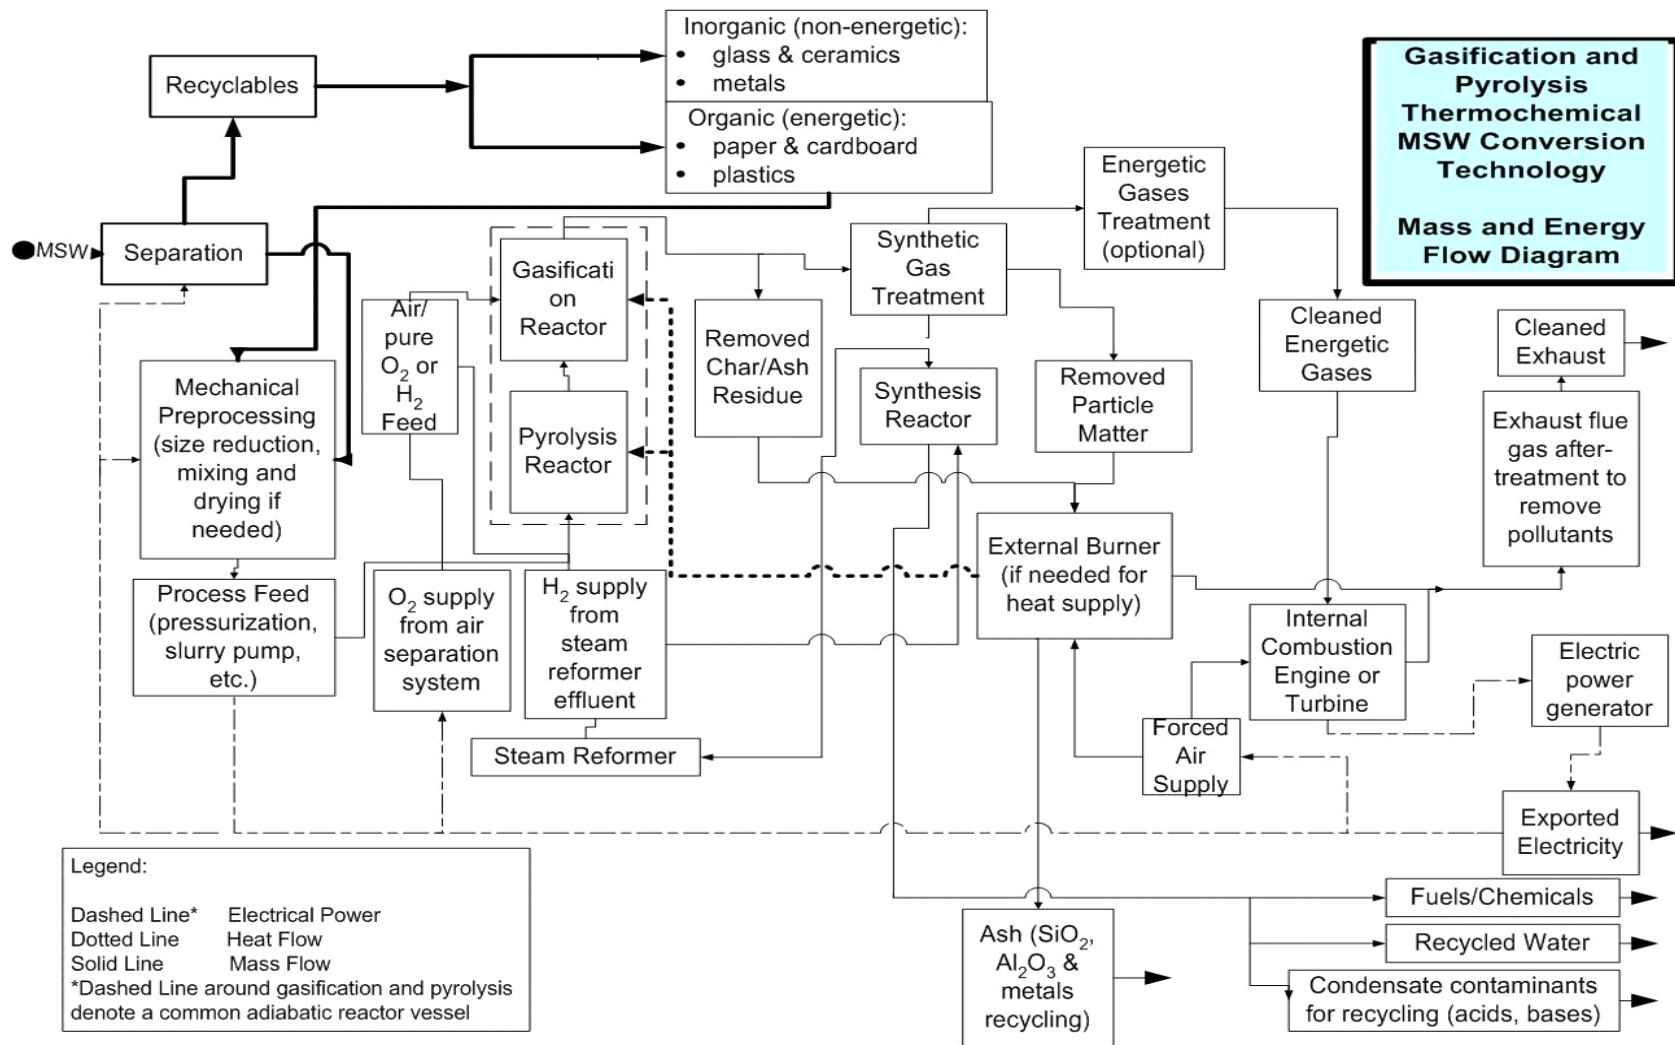 Inorganic (non-energetic):
• glass & ceramics
• metals
Recyclables
Organic (energetic):
• paper & cardboard
• plastics
Gasification and
Pyrolysis
Thermochemical
MSW Conversion
Technology
Mass and Energy
Flow Diagram
Energetic
Gases
Treatment
(optional)
MSW
Separation
Gasificati
on
Reactor
Synthetic
Gas
Treatment
Air/
pure
O₂ or
H₂
Feed
Removed
Char/Ash
Residue
Cleaned
Energetic
Gases
Cleaned
Exhaust
Mechanical
Preprocessing
(size reduction,
mixing and
drying if
needed)
Pyrolysis
Reactor
Synthesis
Reactor
Removed
Particle
Matter
Exhaust flue
gas after-
treatment to
remove
pollutants
External Burner
(if needed for
heat supply)
Process Feed
(pressurization,
slurry pump,
etc.)
O₂ supply
from air
separation
system
H₂ supply
from
steam
reformer
effluent
Internal
Combustion
Engine or
Turbine
Electric
power
generator
Steam Reformer
Forced
Air
Supply
Exported
Electricity
Legend:
Dashed Line* Electrical Power
Dotted Line Heat Flow
Solid Line Mass Flow
*Dashed Line around gasification and pyrolysis
denote a common adiabatic reactor vessel
Fuels/Chemicals
Recycled Water
Ash (SiO₂,
Al₂O₃ &
metals
recycling)
Condensate contaminants
for recycling (acids, bases)